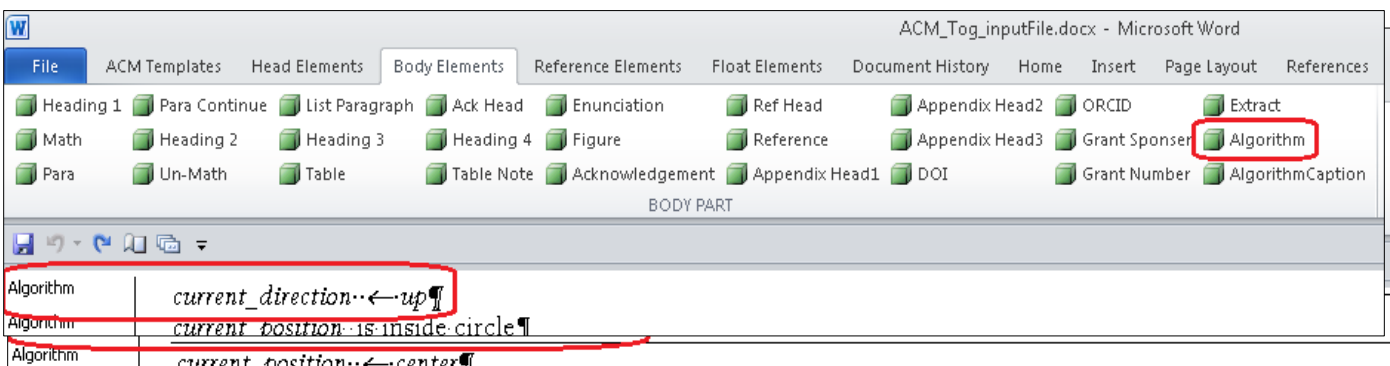 W
ACM_Tog_inputFile.docx - Microsoft Word
File ACM Templates Head Elements Body Elements Reference Elements Float Elements Document History Home Insert Page Layout References
Heading 1 Para Continue List Paragraph Ack Head Enunciation Ref Head Appendix Head2 ORCID Extract
Math Heading 2 Heading 3 Heading 4 Figure Reference Appendix Head3 Grant Sponser Algorithm
Para Un-Math Table Table Note Acknowledgement Appendix Head1 DOI Grant Number AlgorithmCaption
BODY PART
Algorithm current_direction··←·up¶
Algorithm current_position··is·inside·circle¶
Algorithm current_position··←·center¶